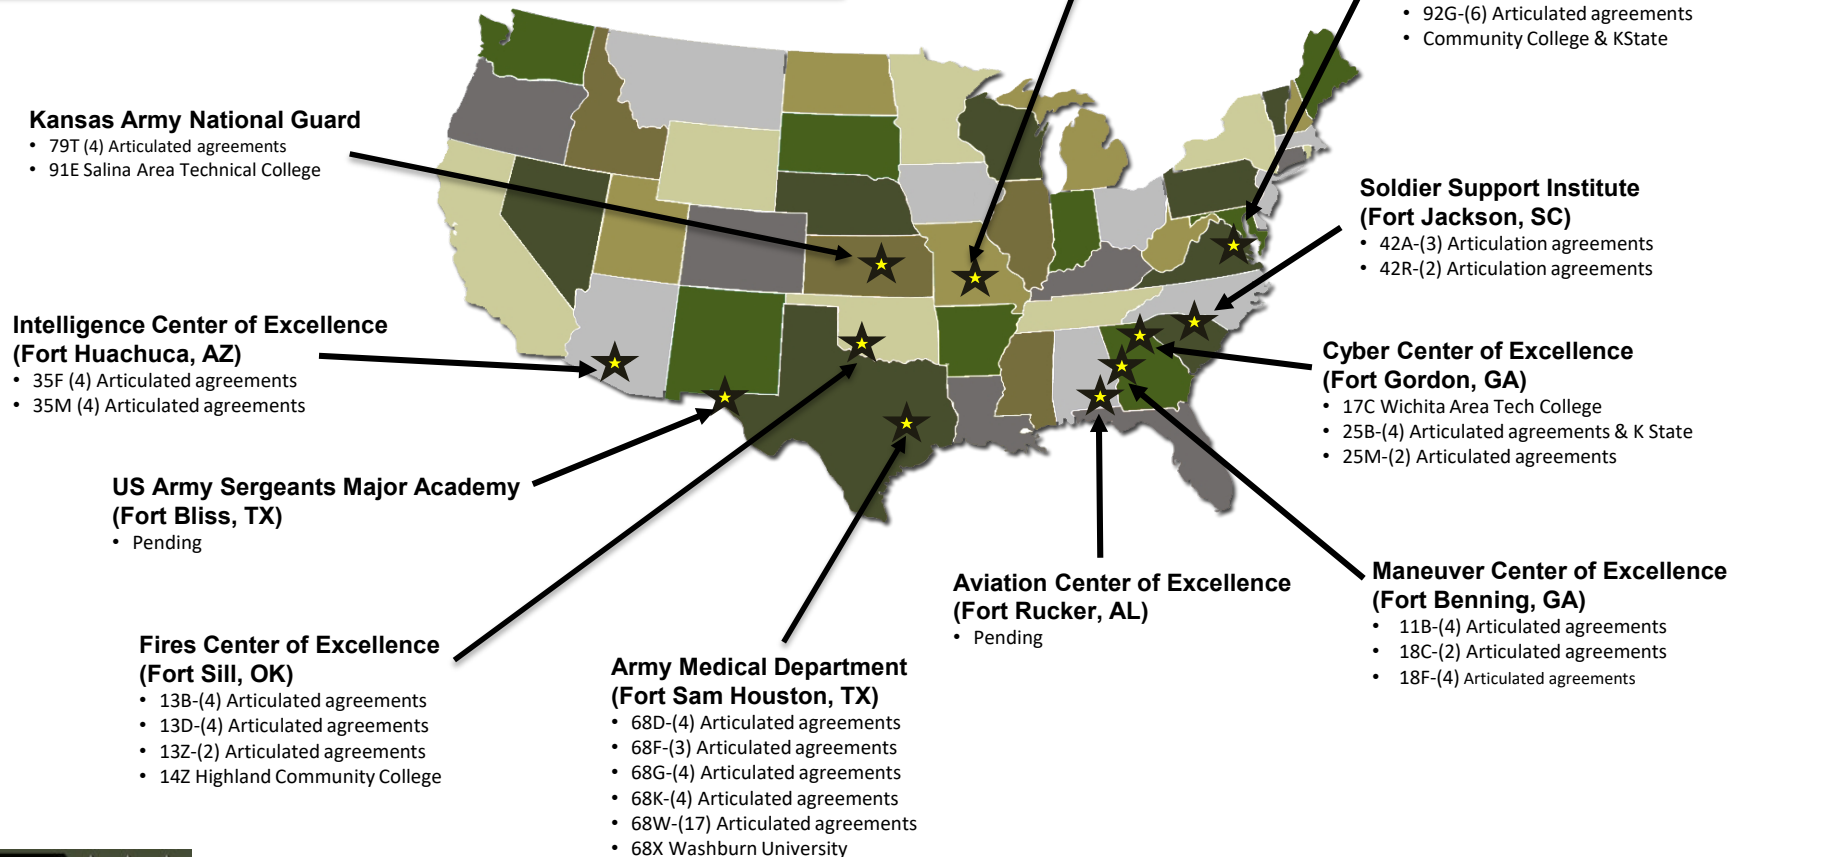 • 92G-(6) Articulated agreements
• Community College & KState
Kansas Army National Guard
• 79T (4) Articulated agreements
• 91E Salina Area Technical College
Soldier Support Institute
(Fort Jackson, SC)
• 42A-(3) Articulation agreements
• 42R-(2) Articulation agreements
Intelligence Center of Excellence
(Fort Huachuca, AZ)
• 35F (4) Articulated agreements
• 35M (4) Articulated agreements
Cyber Center of Excellence
(Fort Gordon, GA)
• 17C Wichita Area Tech College
• 25B-(4) Articulated agreements & K State
• 25M-(2) Articulated agreements
US Army Sergeants Major Academy
(Fort Bliss, TX)
• Pending
Aviation Center of Excellence
(Fort Rucker, AL)
• Pending
Maneuver Center of Excellence
(Fort Benning, GA)
• 11B-(4) Articulated agreements
• 18C-(2) Articulated agreements
• 18F-(4) Articulated agreements
Fires Center of Excellence
(Fort Sill, OK)
• 13B-(4) Articulated agreements
• 13D-(4) Articulated agreements
• 13Z-(2) Articulated agreements
• 14Z Highland Community College
Army Medical Department
(Fort Sam Houston, TX)
• 68D-(4) Articulated agreements
• 68F-(3) Articulated agreements
• 68G-(4) Articulated agreements
• 68K-(4) Articulated agreements
• 68W-(17) Articulated agreements
• 68X Washburn University